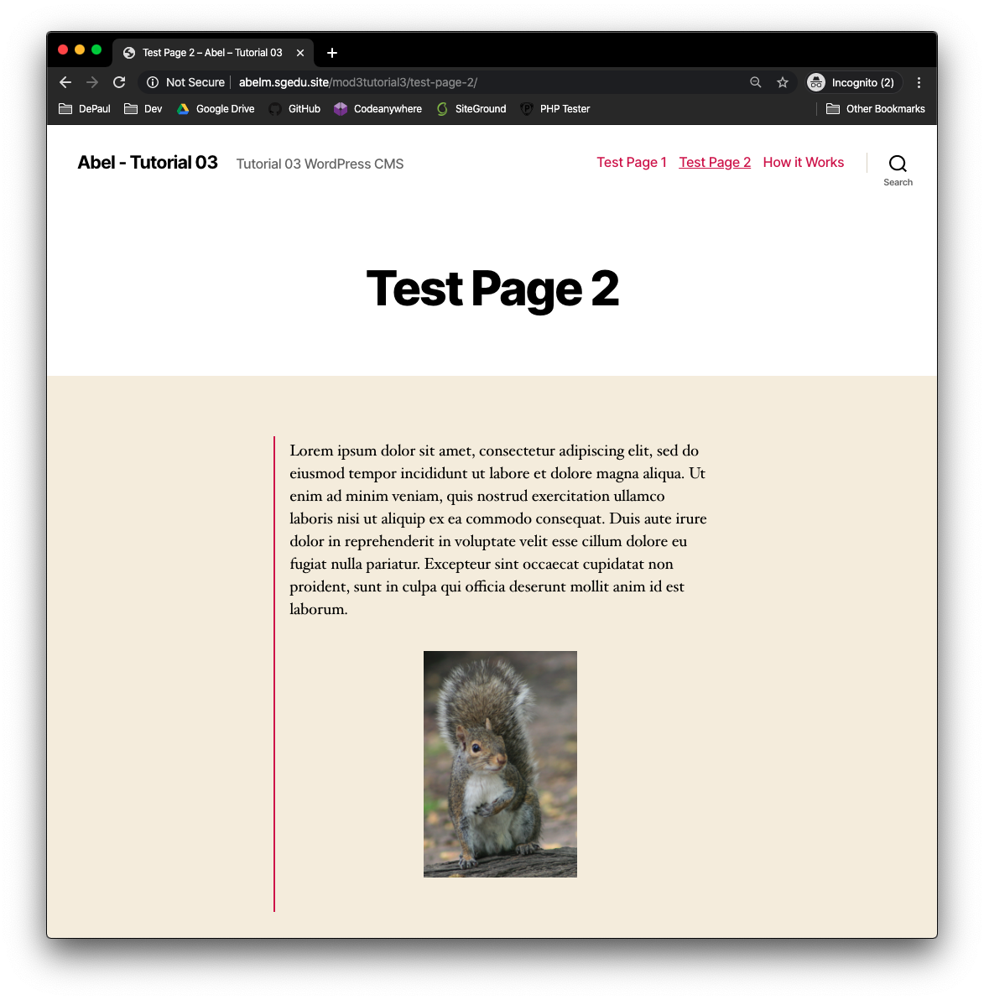 Test Page 2 – Abel – Tutorial 03
Not Secure | abelm.sgedu.site/mod3tutorial3/test-page-2/ Incognito (2)
DePaul Dev Google Drive GitHub Codeanywhere SiteGround PHP Tester Other Bookmarks
Abel - Tutorial 03 Tutorial 03 WordPress CMS Test Page 1 Test Page 2 How it Works
Search
Test Page 2
Lorem ipsum dolor sit amet, consectetur adipiscing elit, sed do
eiusmod tempor incididunt ut labore et dolore magna aliqua. Ut
enim ad minim veniam, quis nostrud exercitation ullamco
laboris nisi ut aliquip ex ea commodo consequat. Duis aute irure
dolor in reprehenderit in voluptate velit esse cillum dolore eu
fugiat nulla pariatur. Excepteur sint occaecat cupidatat non
proident, sunt in culpa qui officia deserunt mollit anim id est
laborum.